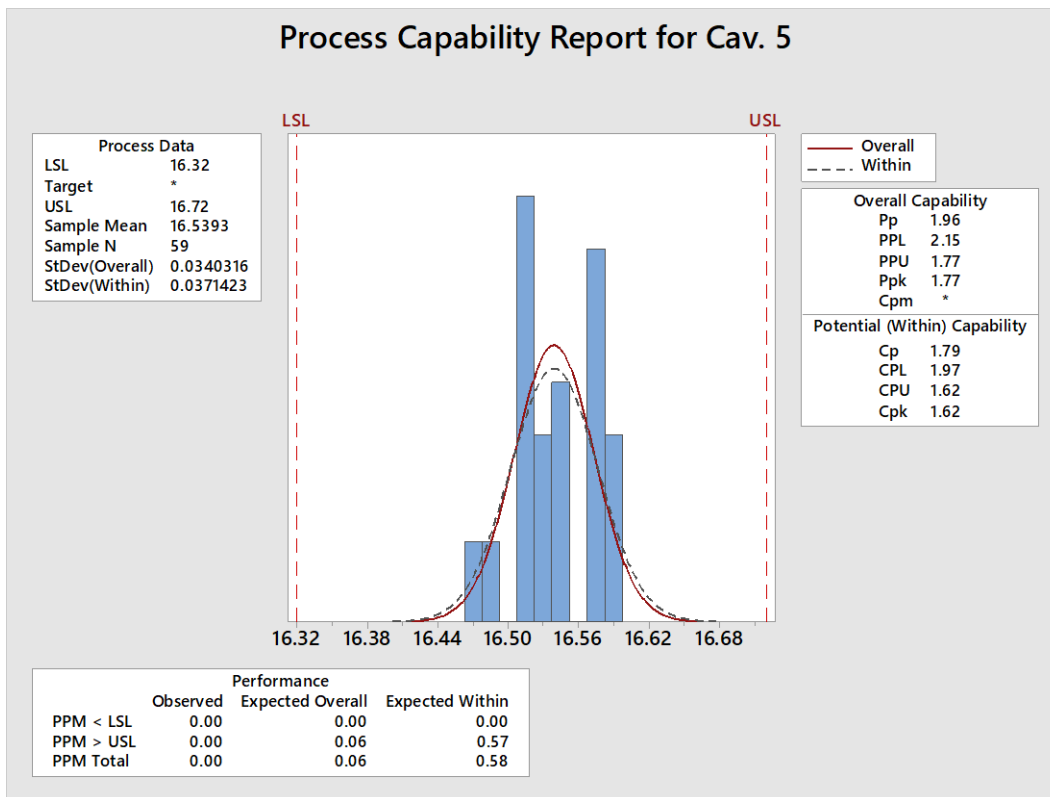 Process Capability Report for Cav. 5
LSL USL
Process Data
LSL 16.32
Target *
USL 16.72
Sample Mean 16.5393
Sample N 59
StDev(Overall) 0.0340316
StDev(Within) 0.0371423
Overall
Within
Overall Capability
Pp 1.96
PPL 2.15
PPU 1.77
Ppk 1.77
Cpm *
Potential (Within) Capability
Cp 1.79
CPL 1.97
CPU 1.62
Cpk 1.62
16.32 16.38 16.44 16.50 16.56 16.62 16.68
Performance
Observed Expected Overall Expected Within
PPM < LSL 0.00 0.00 0.00
PPM > USL 0.00 0.06 0.57
PPM Total 0.00 0.06 0.58